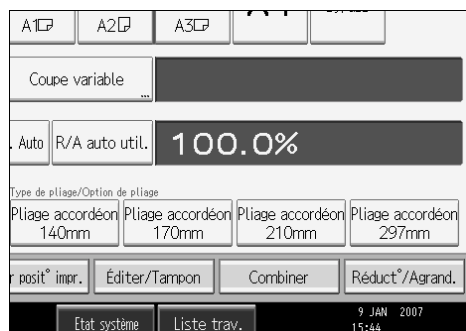 A1 A2 A3
Coupe variable ...
. Auto R/A auto util. 100.0%
Type de pliage/Option de pliage
Pliage accordéon Pliage accordéon Pliage accordéon Pliage accordéon
140mm 170mm 210mm 297mm
r posit° impr. Éditer/Tampon Combiner Réduct°/Agrand.
Etat système Liste trav. 9 JAN 2007
15:44